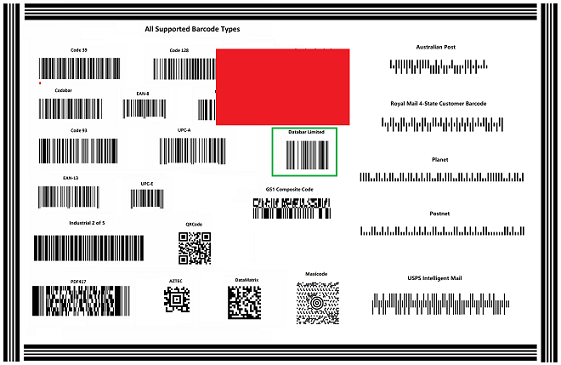 All Supported Barcode Types
Code 39
Code 128
Codabar
EAN-8
Code 93
UPC-A
Databar Limited
EAN-13
UPC-E
GS1 Composite Code
Industrial 2 of 5
QRCode
PDF417
AZTEC
DataMatrix
Maxicode
Australian Post
Royal Mail 4-State Customer Barcode
Planet
Postnet
USPS Intelligent Mail